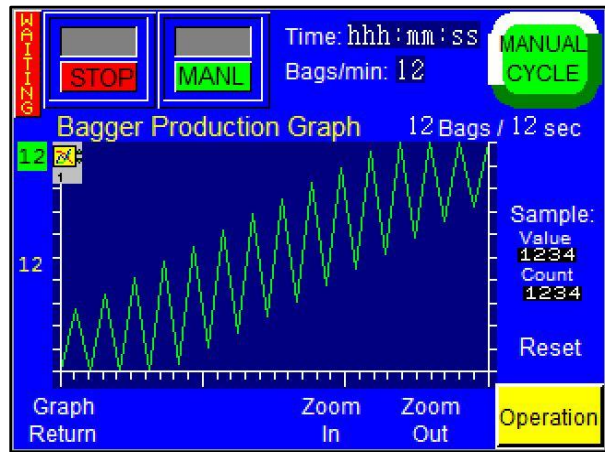 WAITING
STOP
MANL
Time: hhh:mm:ss
Bags/min: 12
MANUAL
CYCLE
Bagger Production Graph
12 Bags / 12 sec
12
1
12
Sample:
Value
1234
Count
1234
Reset
Graph
Return
Zoom
In
Zoom
Out
Operation